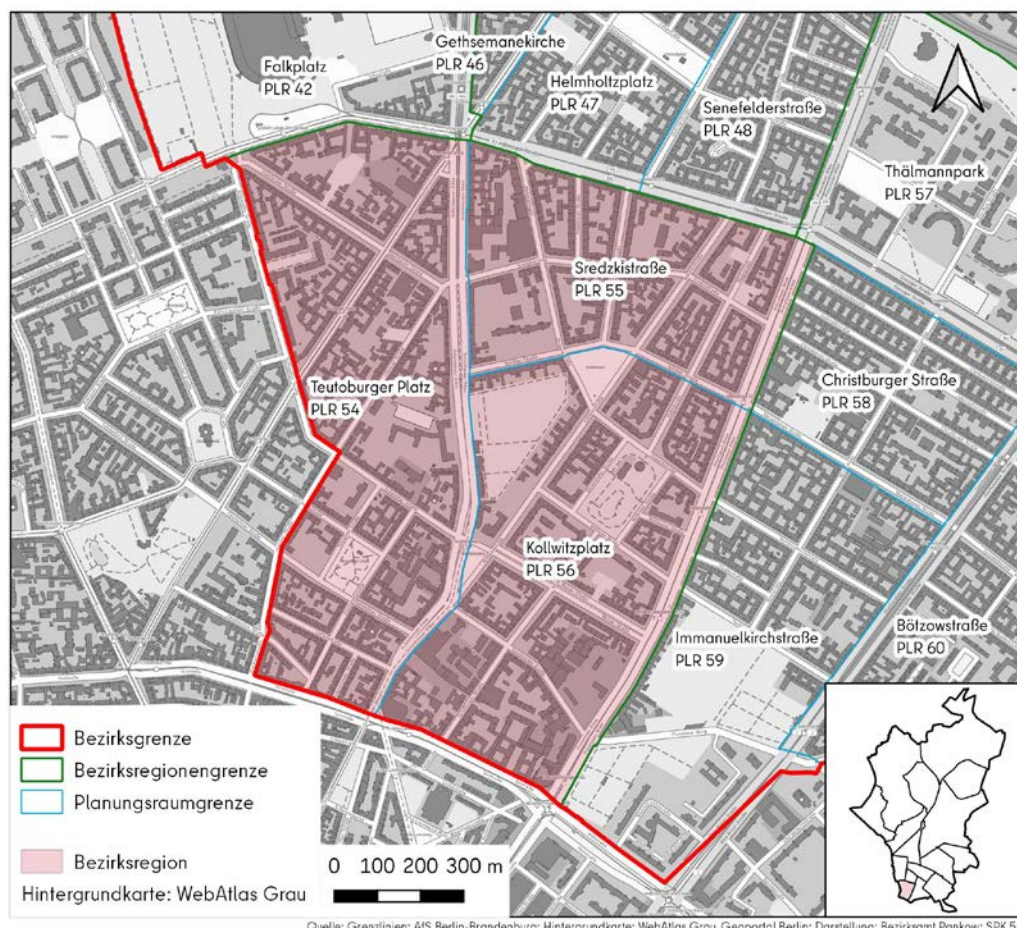 Gethsemanekirche
PLR 46
Falkplatz
PLR 42
Helmholtzplatz
PLR 47
Senefelderstraße
PLR 48
Thälmannpark
PLR 57
Sredzkistraße
PLR 55
Teutoburger Platz
PLR 54
Christburger Straße
PLR 58
Kollwitzplatz
PLR 56
Immanuelkirchstraße
PLR 59
Bötzowstraße
PLR 60
Bezirksgrenze
Bezirksregionengrenze
Planungsraumgrenze
Bezirksregion
0 100 200 300 m
Hintergrundkarte: WebAtlas Grau
Quelle: Grenzlinien: AfS Berlin-Brandenburg; Hintergrundkarte: WebAtlas Grau, Geoportal Berlin; Darstellung: Bezirksamt Pankow; SPK 5